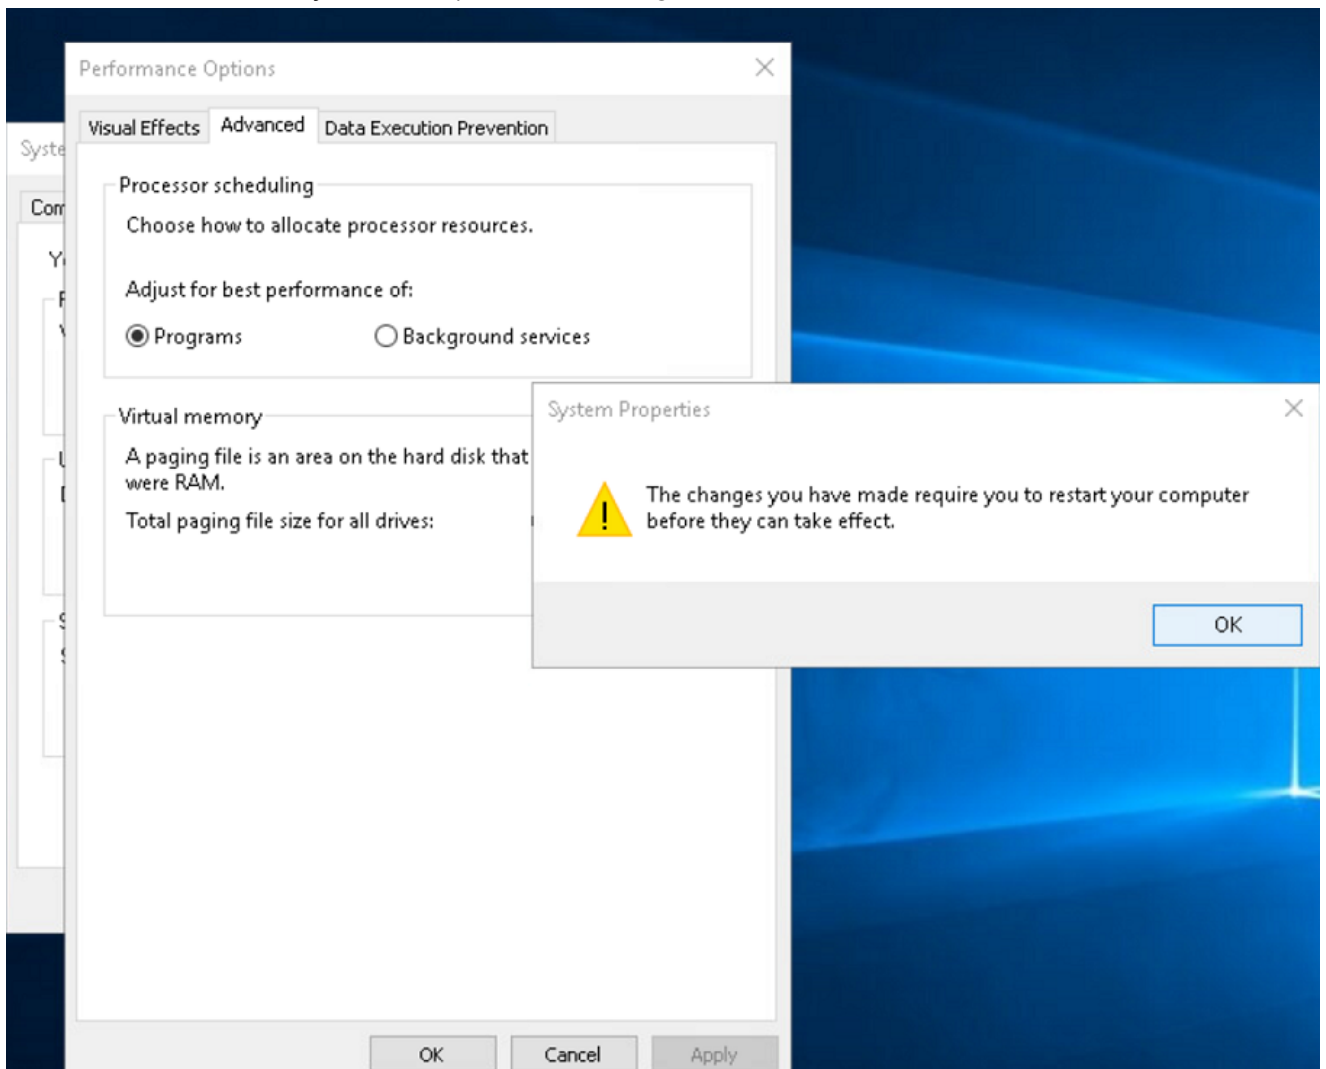 Performance Options
Visual Effects
Advanced
Data Execution Prevention
Syste
Com
Processor scheduling
Choose how to allocate processor resources.
Adjust for best performance of:
Programs
Background services
Virtual memory
A paging file is an area on the hard disk that
were RAM.
Total paging file size for all drives:
System Properties
The changes you have made require you to restart your computer
before they can take effect.
OK
OK
Cancel
Apply